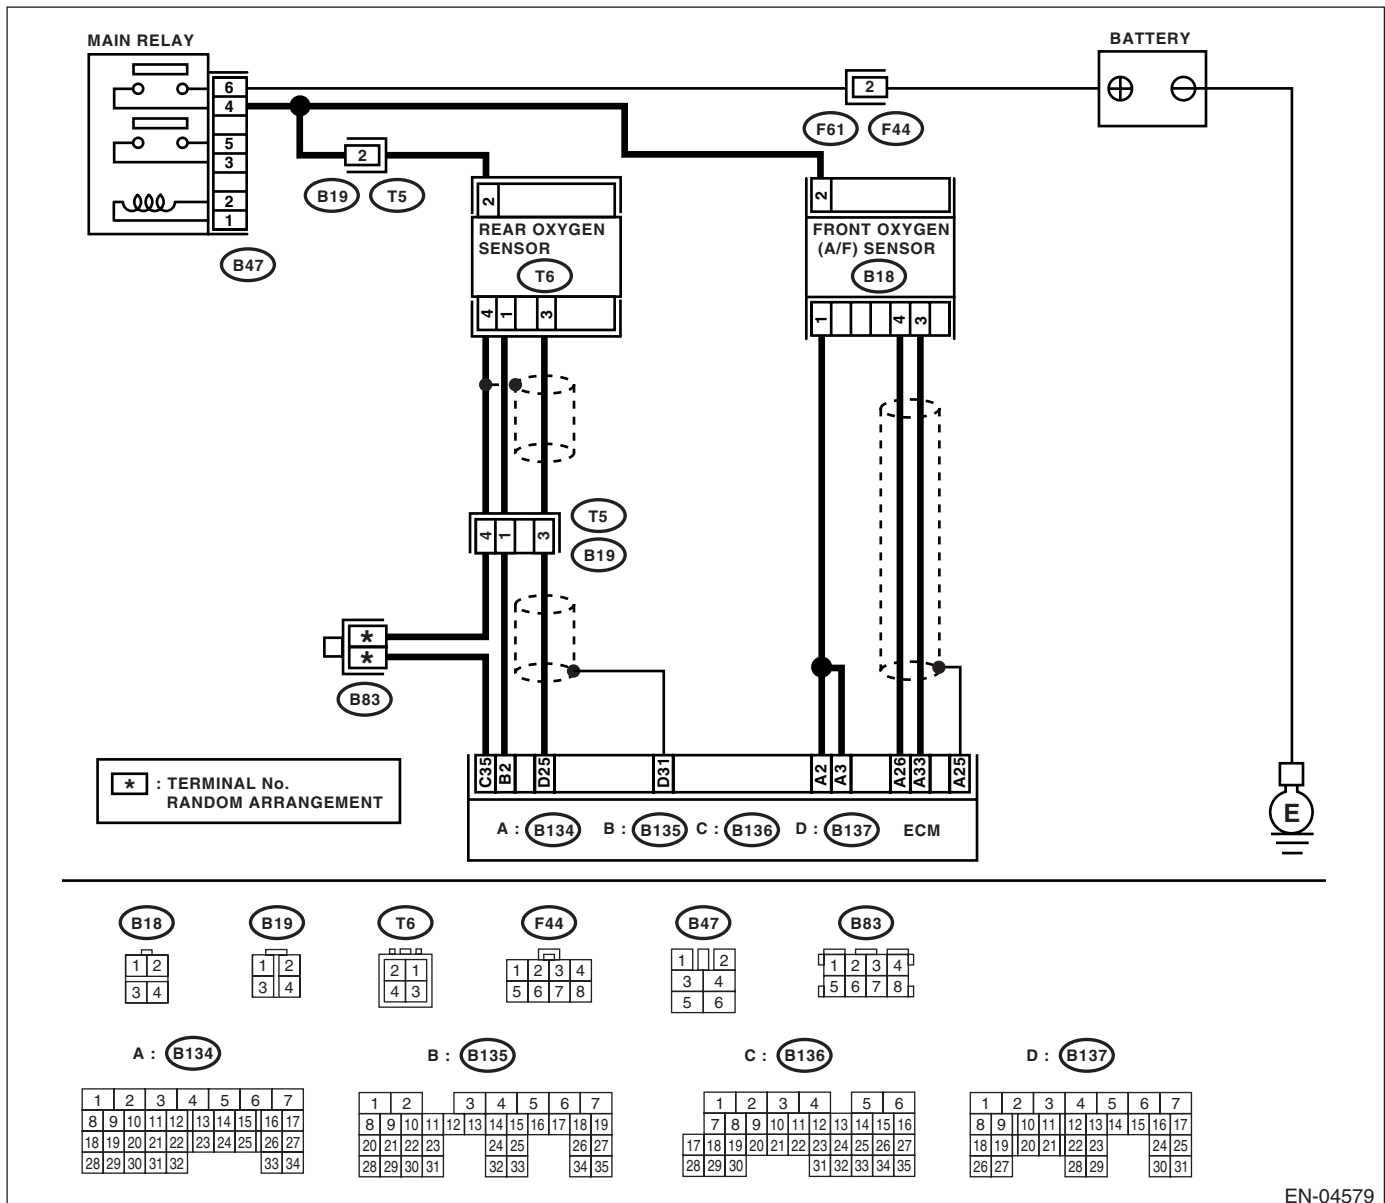 MAIN RELAY
BATTERY
6
4
5
3
2
1
B47
2
B19 T5
2
F61 F44
2
REAR OXYGEN
SENSOR
T6
4 1 3
2
FRONT OXYGEN
(A/F) SENSOR
B18
1 4 3
4 1 3
T5
B19
*
*
B83
* : TERMINAL No.
RANDOM ARRANGEMENT
C35 B2 D25 D31 A2 A3 A26 A33 A25
A : B134 B : B135 C : B136 D : B137 ECM
E
B18
1 2
3 4
B19
1 2
3 4
T6
2 1
4 3
F44
1 2 3 4
5 6 7 8
B47
1 2
3 4
5 6
B83
1 2 3 4
5 6 7 8
A : B134
1 2 3 4 5 6 7
8 9 10 11 12 13 14 15 16 17
18 19 20 21 22 23 24 25 26 27
28 29 30 31 32 33 34
B : B135
1 2 3 4 5 6 7
8 9 10 11 12 13 14 15 16 17 18 19
20 21 22 23 24 25 26 27
28 29 30 31 32 33 34 35
C : B136
1 2 3 4 5 6
7 8 9 10 11 12 13 14 15 16
17 18 19 20 21 22 23 24 25 26 27
28 29 30 31 32 33 34 35
D : B137
1 2 3 4 5 6 7
8 9 10 11 12 13 14 15 16 17
18 19 20 21 22 23 24 25
26 27 28 29 30 31
EN-04579